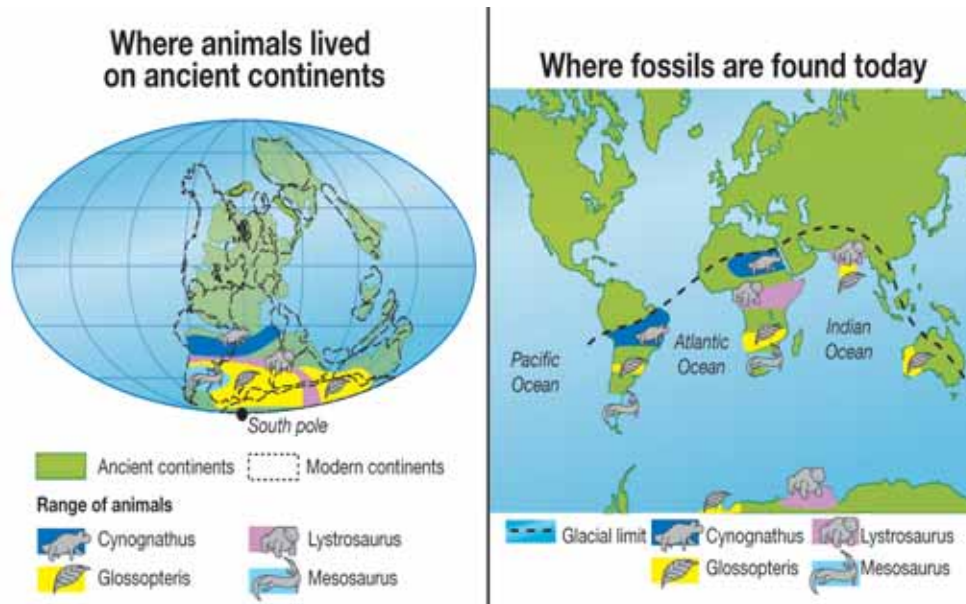 Where animals lived
on ancient continents
South pole
Ancient continents
Modern continents
Range of animals
Cynognathus
Lystrosaurus
Glossopteris
Mesosaurus
Where fossils are found today
Pacific
Ocean
Atlantic
Ocean
Indian
Ocean
Glacial limit
Cynognathus
Lystrosaurus
Glossopteris
Mesosaurus